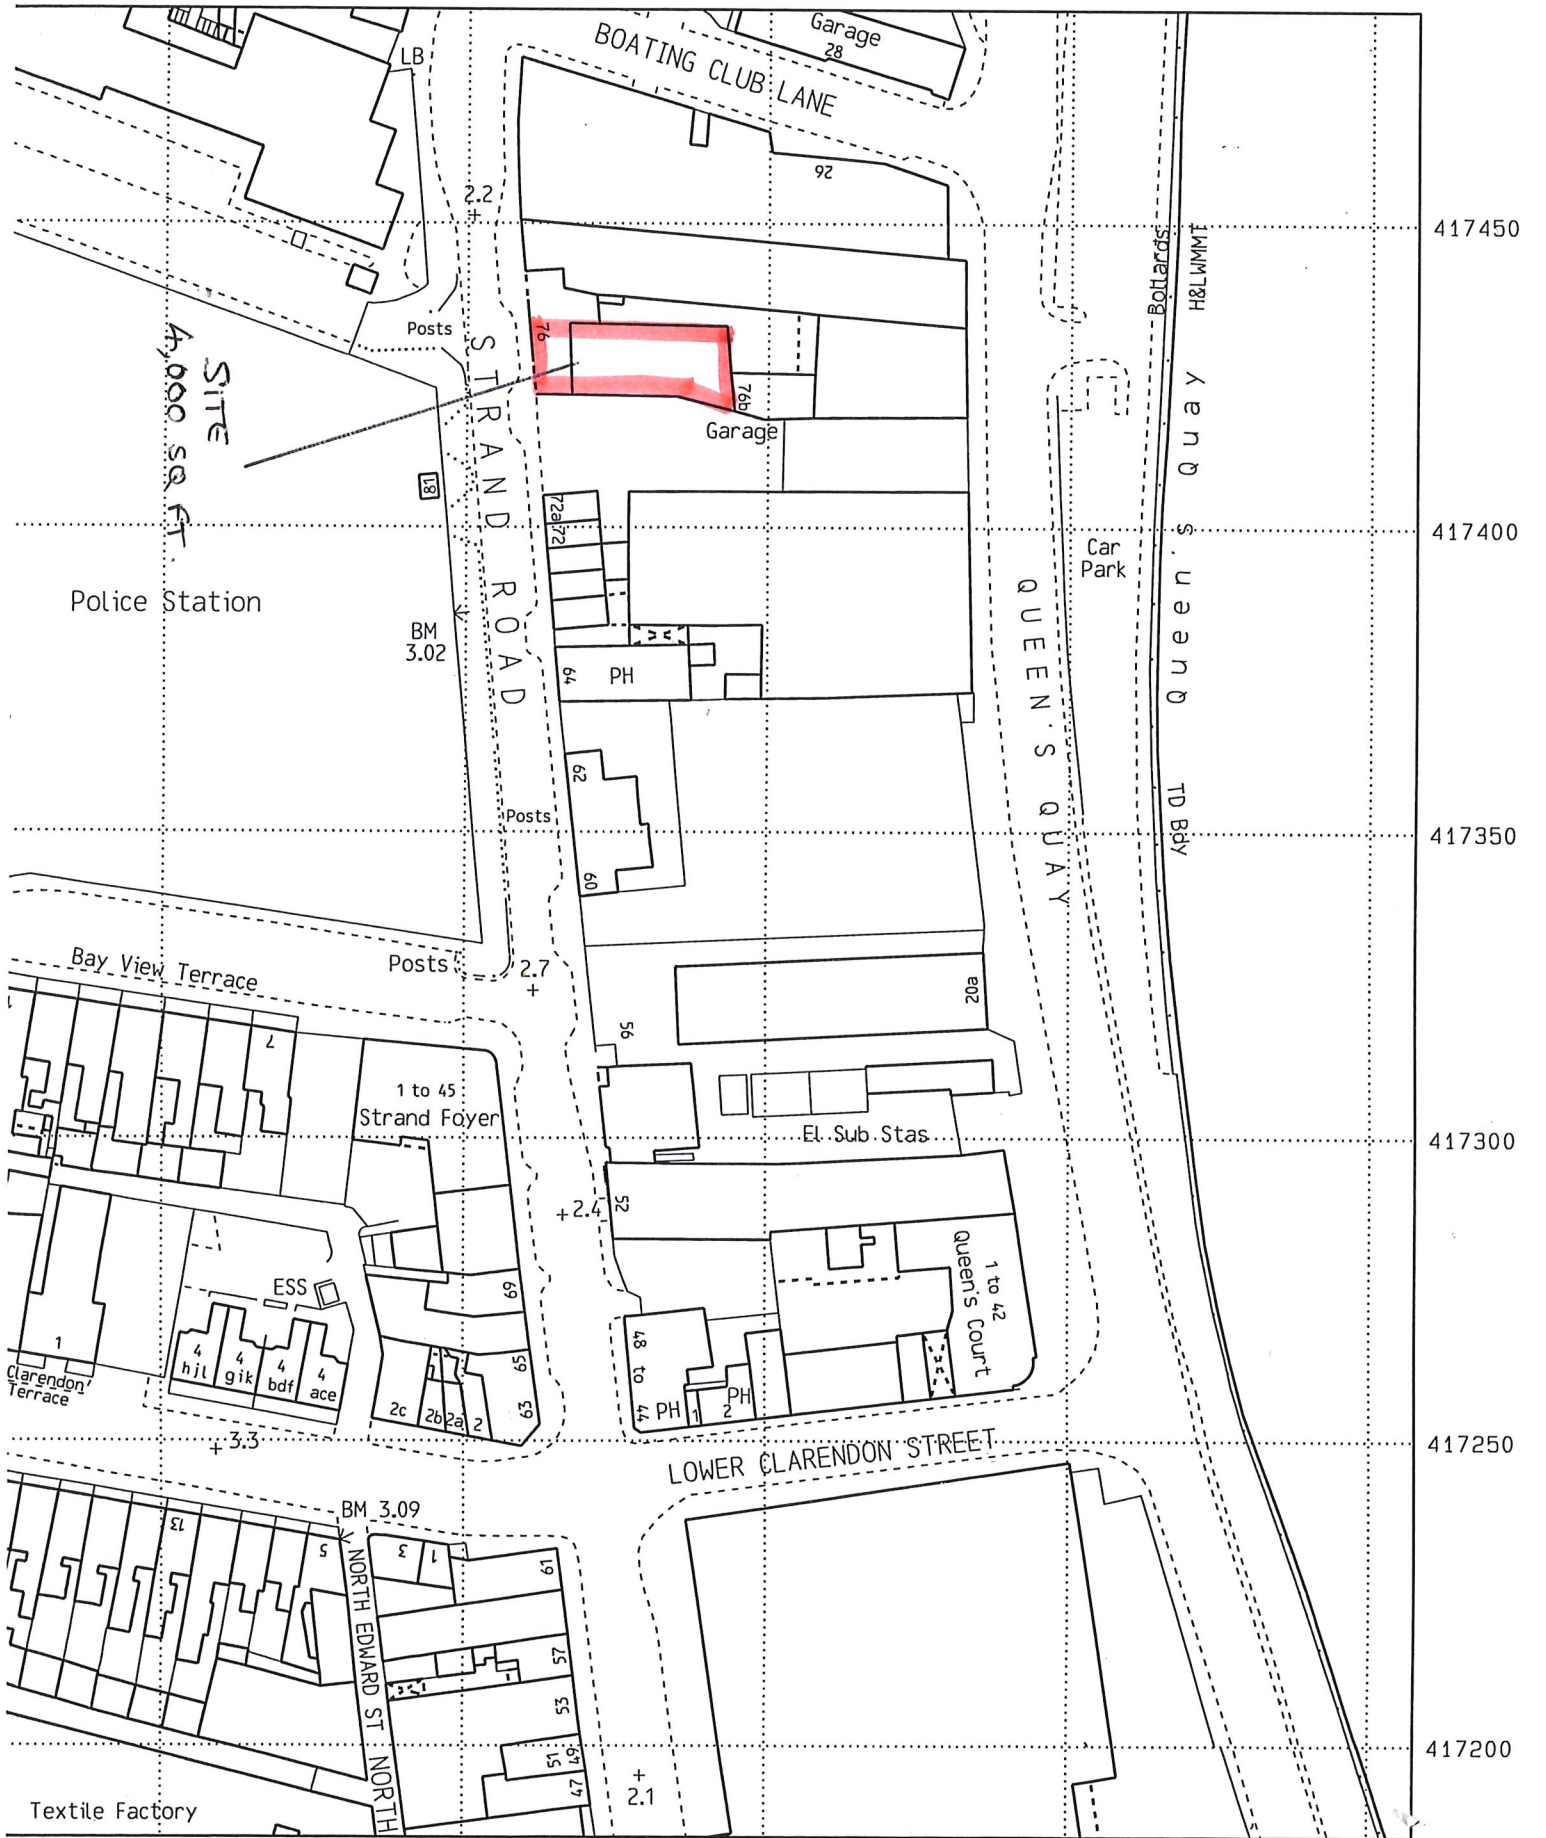 Garage
28
BOATING CLUB LANE
LB
26
2.2
417450
Bollards
H&LWMMT
Posts
STRAND ROAD
76
76b
Garage
SITE
4,000 SQ FT.
81
72a
72
417400
Car
Park
Queen's Quay
QUEEN'S QUAY
Police Station
BM
3.02
64
PH
62
Posts
TD Bdy
417350
60
Bay View Terrace
Posts
2.7
20a
56
1
7
1 to 45
Strand Foyer
El Sub Stas
417300
52
2.4
1 to 42
Queen's Court
ESS
69
1
4
hjl
4
gik
4
bdf
4
ace
Clarendon
Terrace
59
48 to 44
2c
2b
2a
2
63
PH
1
PH
2
3.3
LOWER CLARENDON STREET
417250
BM 3.09
13
5
3
1
61
NORTH EDWARD ST NORTH
57
53
51
49
47
417200
2.1
Textile Factory